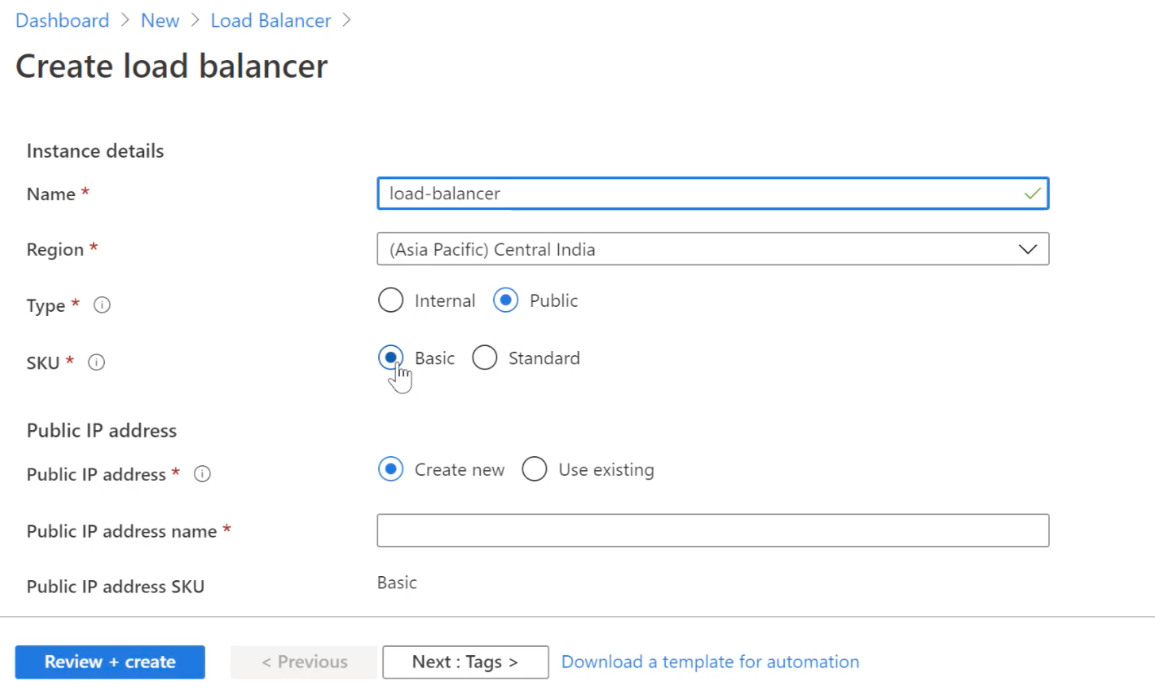 Dashboard > New > Load Balancer >
Create load balancer
Instance details
Name * load-balancer
Region * (Asia Pacific) Central India
Type * Internal Public
SKU * Basic Standard
Public IP address
Public IP address * Create new Use existing
Public IP address name *
Public IP address SKU Basic
Review + create < Previous Next : Tags > Download a template for automation